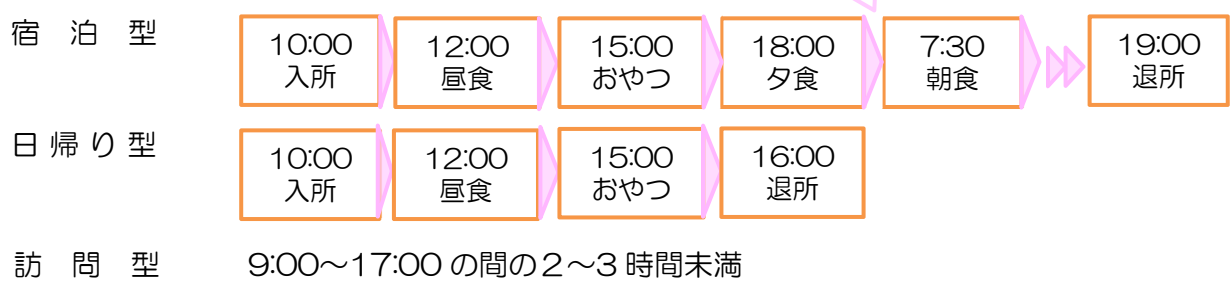 宿泊型
10:00 12:00 15:00 18:00 7:30 19:00
入所 昼食 おやつ 夕食 朝食 退所
日帰り型
10:00 12:00 15:00 16:00
入所 昼食 おやつ 退所
訪問型 9:00～17:00の間の2～3時間未満